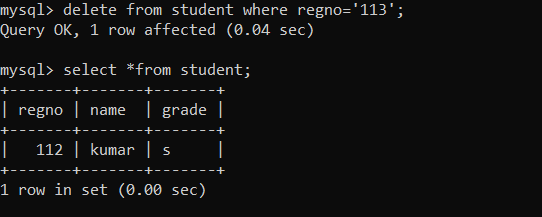 mysql> delete from student where regno='113';
Query OK, 1 row affected (0.04 sec)
mysql> select *from student;
+-------+-------+-------+
| regno | name  | grade |
+-------+-------+-------+
|   112 | kumar | s     |
+-------+-------+-------+
1 row in set (0.00 sec)